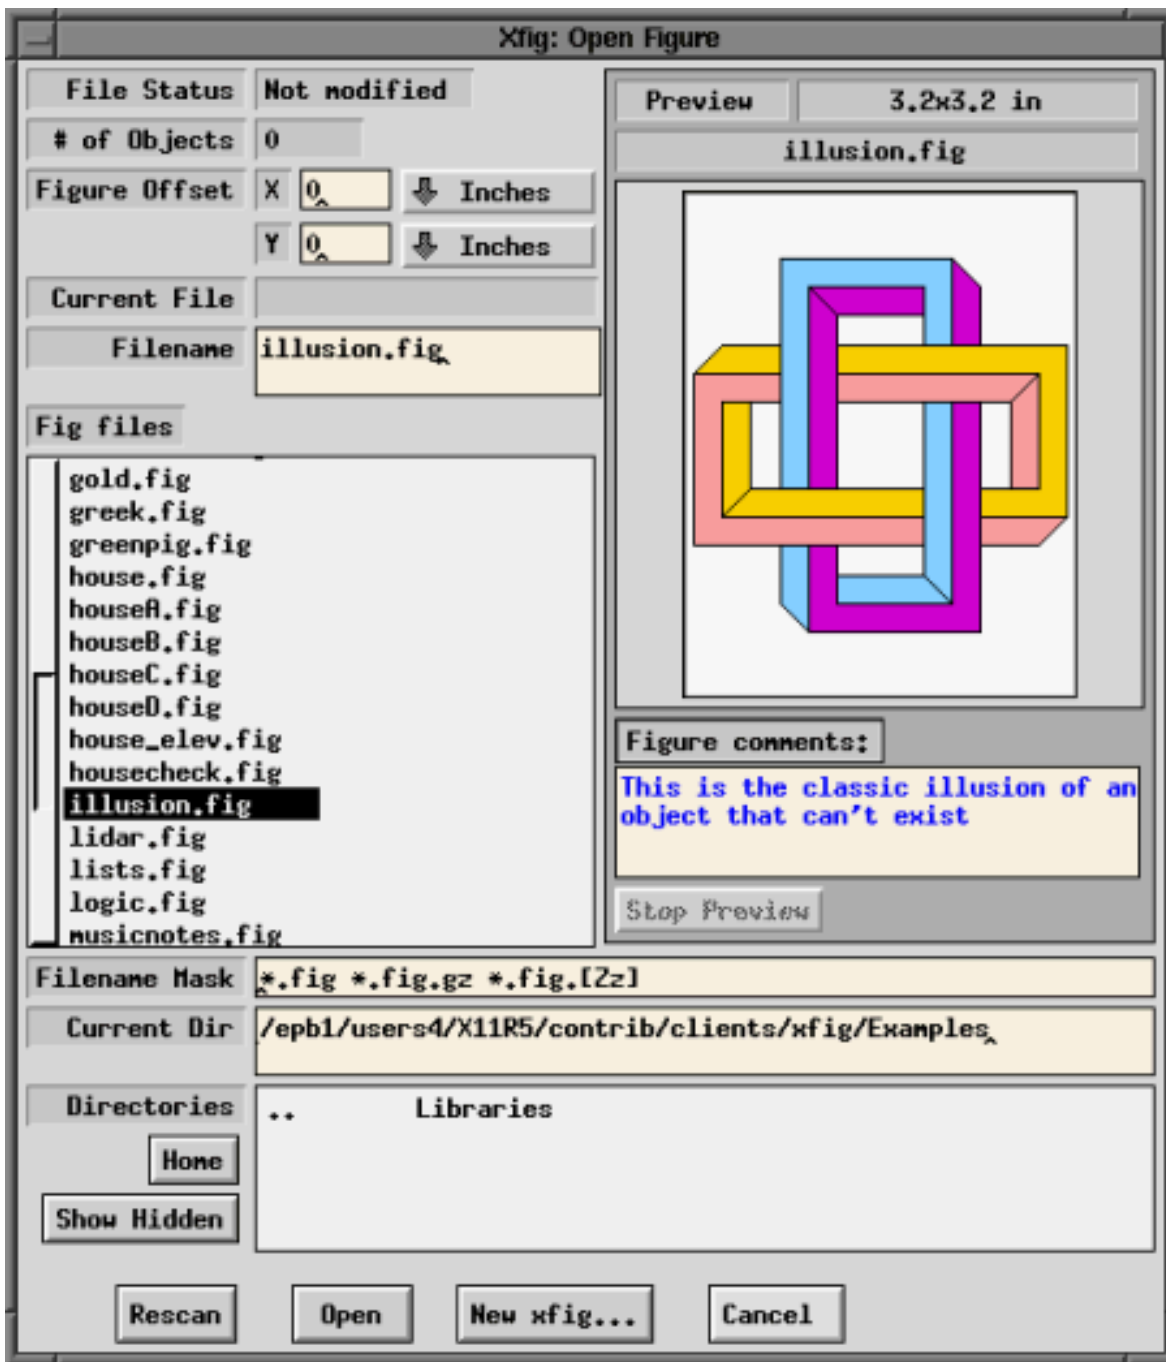 Xfig: Open Figure
File Status Not modified
# of Objects 0
Figure Offset X 0 Inches
Y 0 Inches
Current File
Filename illusion.fig
Fig files
gold.fig
greek.fig
greenpig.fig
house.fig
houseA.fig
houseB.fig
houseC.fig
houseD.fig
house_elev.fig
housecheck.fig
illusion.fig
lidar.fig
lists.fig
logic.fig
musicnotes.fig
Preview 3.2x3.2 in
illusion.fig
Figure comments:
This is the classic illusion of an
object that can't exist
Stop Preview
Filename Mask *.fig *.fig.gz *.fig.[Zz]
Current Dir /epb1/users4/X11R5/contrib/clients/xfig/Examples
Directories .. Libraries
Home
Show Hidden
Rescan Open New xfig... Cancel